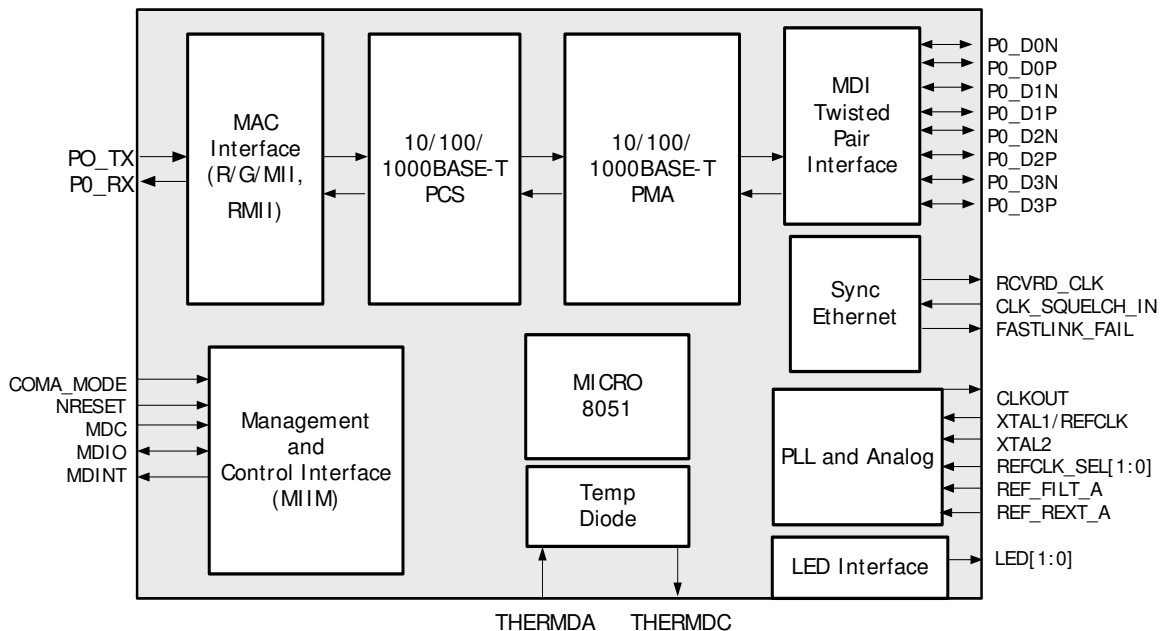 PO_TX
P0_RX
MAC
Interface
(R/G/MII,
RMII)
10/100/
1000BASE-T
PCS
10/100/
1000BASE-T
PMA
MDI
Twisted
Pair
Interface
P0_D0N
P0_D0P
P0_D1N
P0_D1P
P0_D2N
P0_D2P
P0_D3N
P0_D3P
Sync
Ethernet
RCVRD_CLK
CLK_SQUELCH_IN
FASTLINK_FAIL
COMA_MODE
NRESET
MDC
MDIO
MDINT
Management
and
Control Interface
(MIIM)
MICRO
8051
Temp
Diode
THERMDA
THERMDC
PLL and Analog
CLKOUT
XTAL1/REFCLK
XTAL2
REFCLK_SEL[1:0]
REF_FILT_A
REF_REXT_A
LED Interface
LED[1:0]